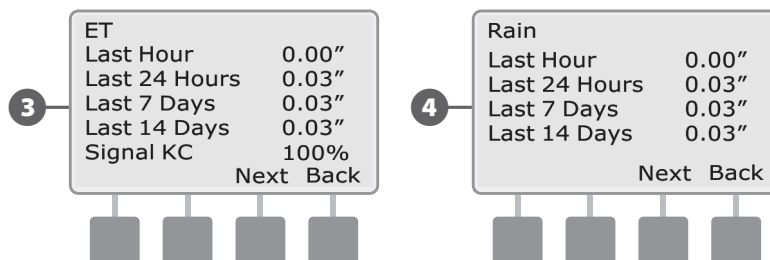 3
ET
Last Hour 0.00″
Last 24 Hours 0.03″
Last 7 Days 0.03″
Last 14 Days 0.03″
Signal KC 100%
Next Back
4
Rain
Last Hour 0.00″
Last 24 Hours 0.03″
Last 7 Days 0.03″
Last 14 Days 0.03″
Next Back